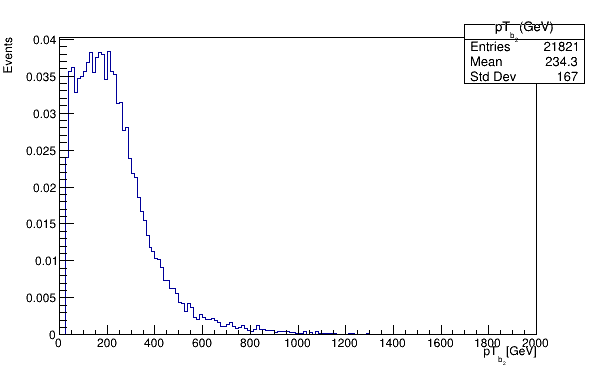 pT_b_2 (GeV)
Entries 21821
Mean 234.3
Std Dev 167
Events
0.04
0.035
0.03
0.025
0.02
0.015
0.01
0.005
0
0 200 400 600 800 1000 1200 1400 1600 1800 2000
pT_b_2 [GeV]